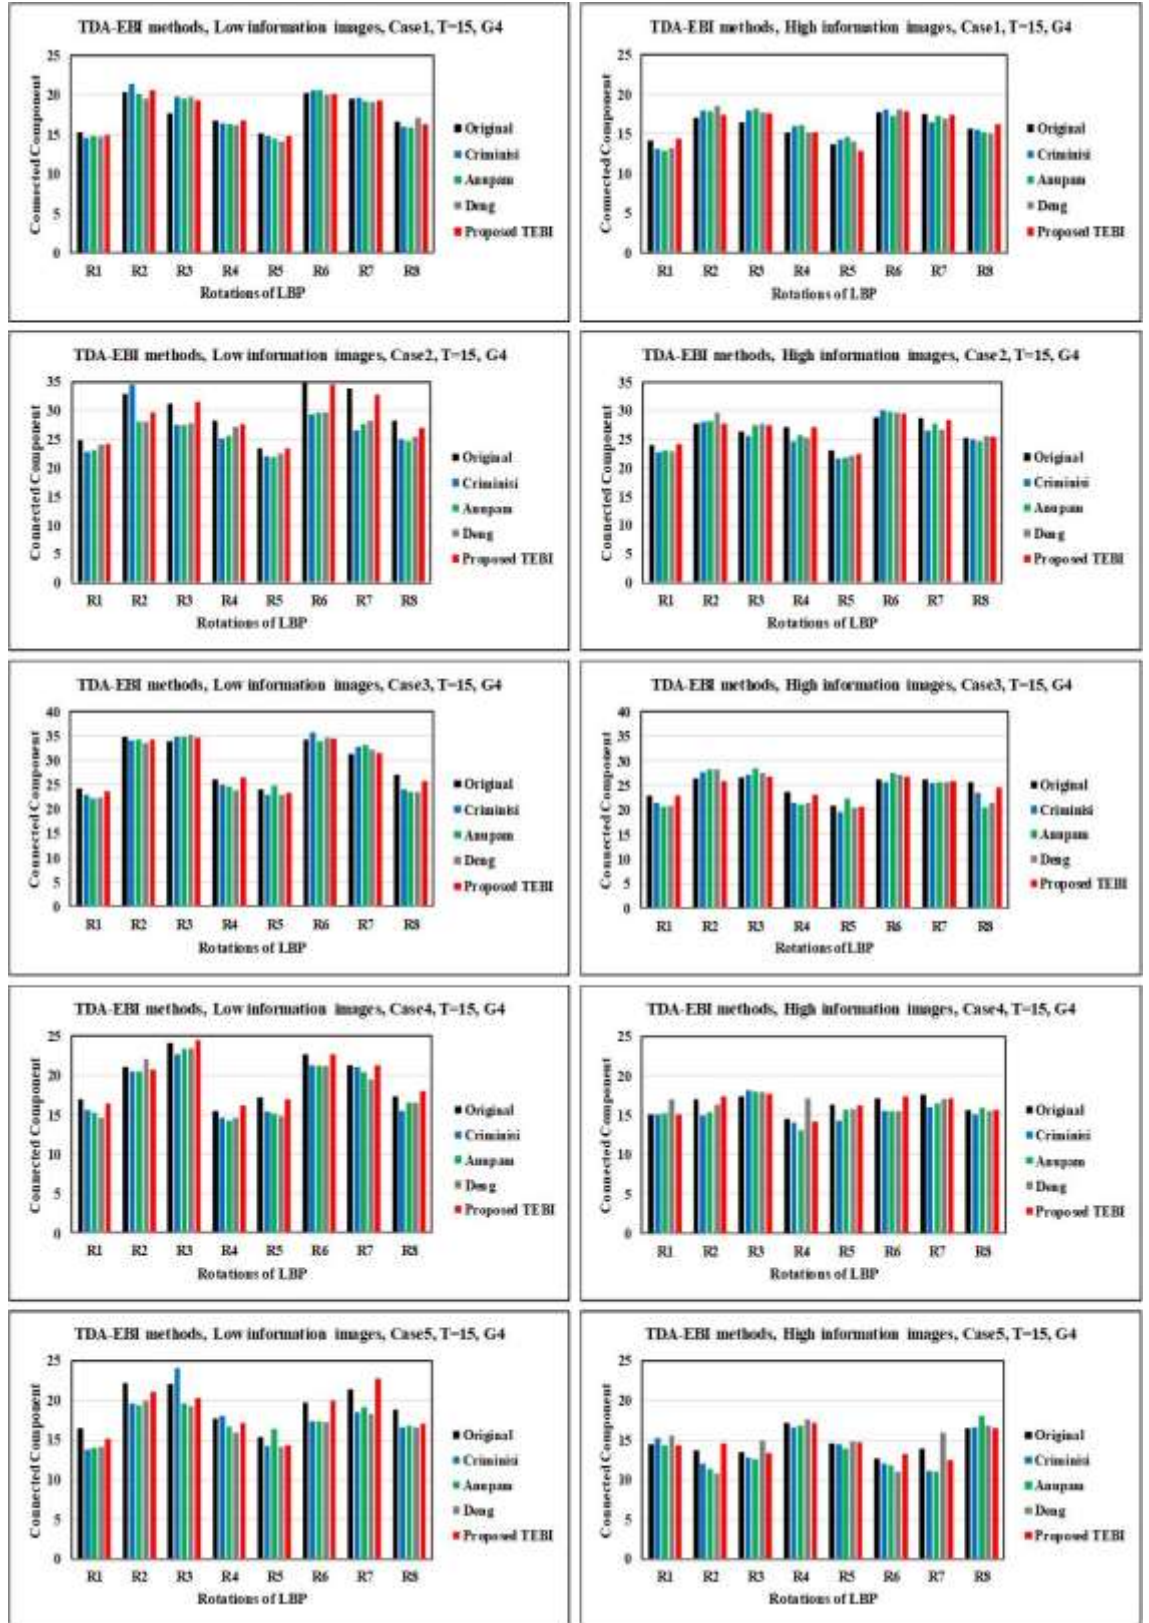 TDA-EBI methods, Low information images, Case1, T=15, G4
Connected Component
25
20
15
10
5
0
R1 R2 R3 R4 R5 R6 R7 R8
Rotations of LBP
Original
Criminisi
Anupam
Deng
Proposed TEBI
TDA-EBI methods, High information images, Case1, T=15, G4
Connected Component
25
20
15
10
5
0
R1 R2 R3 R4 R5 R6 R7 R8
Rotations of LBP
Original
Criminisi
Anupam
Deng
Proposed TEBI
TDA-EBI methods, Low information images, Case2, T=15, G4
Connected Component
35
30
25
20
15
10
5
0
R1 R2 R3 R4 R5 R6 R7 R8
Rotations of LBP
Original
Criminisi
Anupam
Deng
Proposed TEBI
TDA-EBI methods, High information images, Case2, T=15, G4
Connected Component
35
30
25
20
15
10
5
0
R1 R2 R3 R4 R5 R6 R7 R8
Rotations of LBP
Original
Criminisi
Anupam
Deng
Proposed TEBI
TDA-EBI methods, Low information images, Case3, T=15, G4
Connected Component
40
35
30
25
20
15
10
5
0
R1 R2 R3 R4 R5 R6 R7 R8
Rotations of LBP
Original
Criminisi
Anupam
Deng
Proposed TEBI
TDA-EBI methods, High information images, Case3, T=15, G4
Connected Component
40
35
30
25
20
15
10
5
0
R1 R2 R3 R4 R5 R6 R7 R8
Rotations of LBP
Original
Criminisi
Anupam
Deng
Proposed TEBI
TDA-EBI methods, Low information images, Case4, T=15, G4
Connected Component
25
20
15
10
5
0
R1 R2 R3 R4 R5 R6 R7 R8
Rotations of LBP
Original
Criminisi
Anupam
Deng
Proposed TEBI
TDA-EBI methods, High information images, Case4, T=15, G4
Connected Component
25
20
15
10
5
0
R1 R2 R3 R4 R5 R6 R7 R8
Rotations of LBP
Original
Criminisi
Anupam
Deng
Proposed TEBI
TDA-EBI methods, Low information images, Case5, T=15, G4
Connected Component
25
20
15
10
5
0
R1 R2 R3 R4 R5 R6 R7 R8
Rotations of LBP
Original
Criminisi
Anupam
Deng
Proposed TEBI
TDA-EBI methods, High information images, Case5, T=15, G4
Connected Component
25
20
15
10
5
0
R1 R2 R3 R4 R5 R6 R7 R8
Rotations of LBP
Original
Criminisi
Anupam
Deng
Proposed TEBI